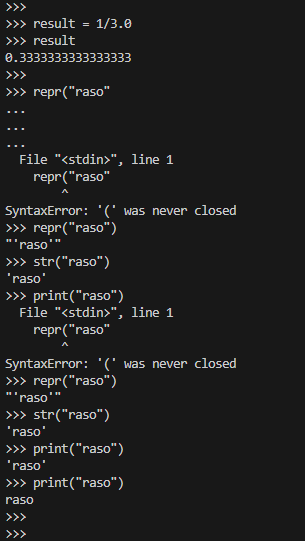 >>>
>>> result = 1/3.0
>>> result
0.3333333333333333
>>>
>>> repr("raso"
...
...
...
  File "<stdin>", line 1
    repr("raso"
        ^
SyntaxError: '(' was never closed
>>> repr("raso")
"'raso'"
>>> str("raso")
'raso'
>>> print("raso")
  File "<stdin>", line 1
    repr("raso"
        ^
SyntaxError: '(' was never closed
>>> repr("raso")
"'raso'"
>>> str("raso")
'raso'
>>> print("raso")
'raso'
>>> print("raso")
raso
>>>
>>>